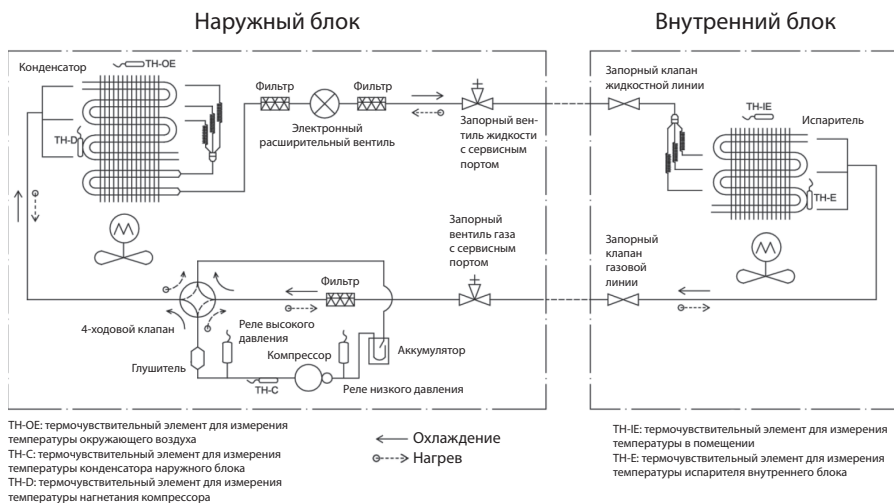 Наружный блок
Внутренний блок
Конденсатор
TH-OE
Фильтр
Фильтр
Электронный
расширительный вентиль
Запорный вен-
тиль жидкости
с сервисным
портом
TH-D
Запорный клапан
жидкостной линии
TH-IE
Испаритель
TH-E
Запорный
вентиль газа
с сервисным
портом
Запорный
клапан
газовой
линии
Фильтр
4-ходовой клапан
Реле высокого
давления
Глушитель
Компрессор
Аккумулятор
TH-C
Реле низкого давления
TH-OE: термочувствительный элемент для измерения
температуры окружающего воздуха
TH-C: термочувствительный элемент для измерения
температуры конденсатора наружного блока
TH-D: термочувствительный элемент для измерения
температуры нагнетания компрессора
Охлаждение
Нагрев
TH-IE: термочувствительный элемент для измерения
температуры в помещении
TH-E: термочувствительный элемент для измерения
температуры испарителя внутреннего блока